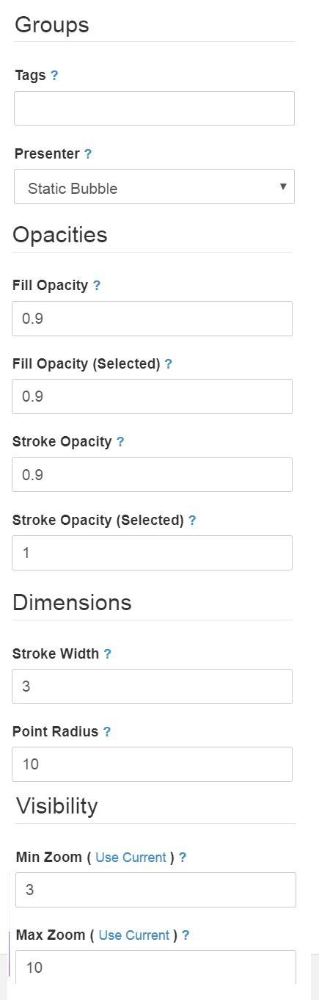 Groups
Tags ?
Presenter ?
Static Bubble
Opacities
Fill Opacity ?
0.9
Fill Opacity (Selected) ?
0.9
Stroke Opacity ?
0.9
Stroke Opacity (Selected) ?
1
Dimensions
Stroke Width ?
3
Point Radius ?
10
Visibility
Min Zoom ( Use Current ) ?
3
Max Zoom ( Use Current ) ?
10